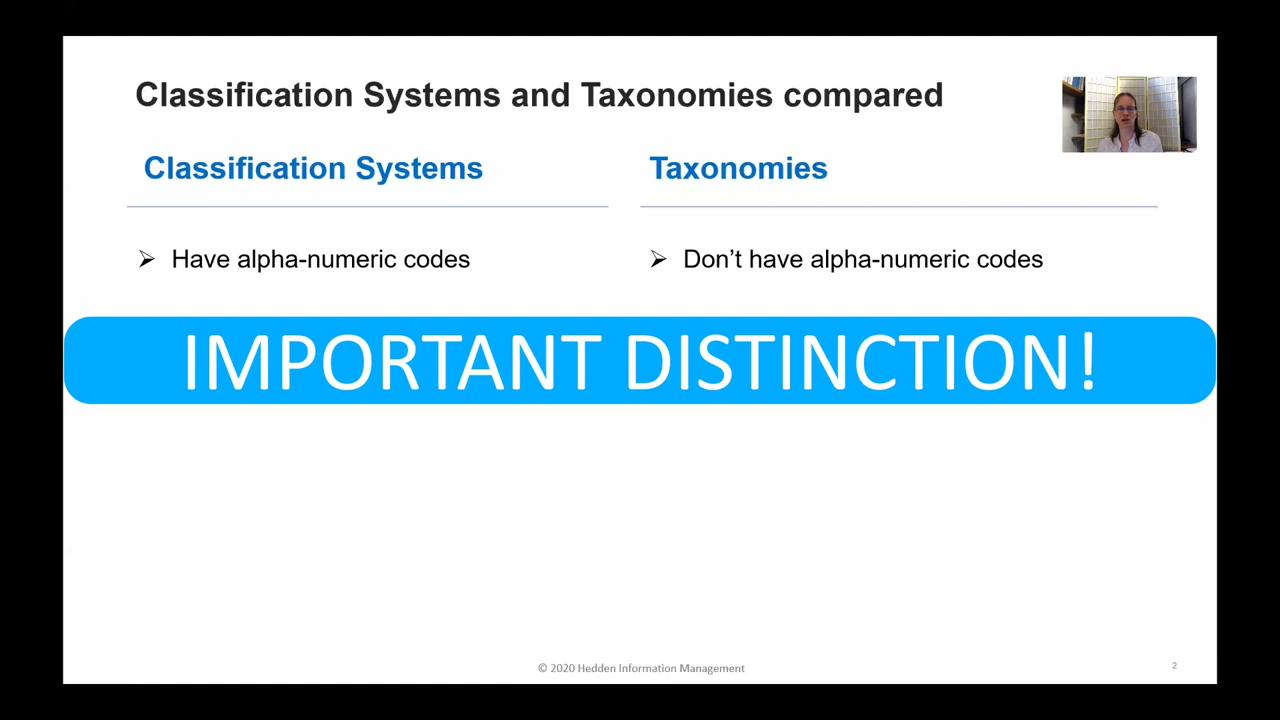 Classification Systems and Taxonomies compared
Classification Systems
Taxonomies
Have alpha-numeric codes
Don’t have alpha-numeric codes
IMPORTANT DISTINCTION!
© 2020 Hedden Information Management
2